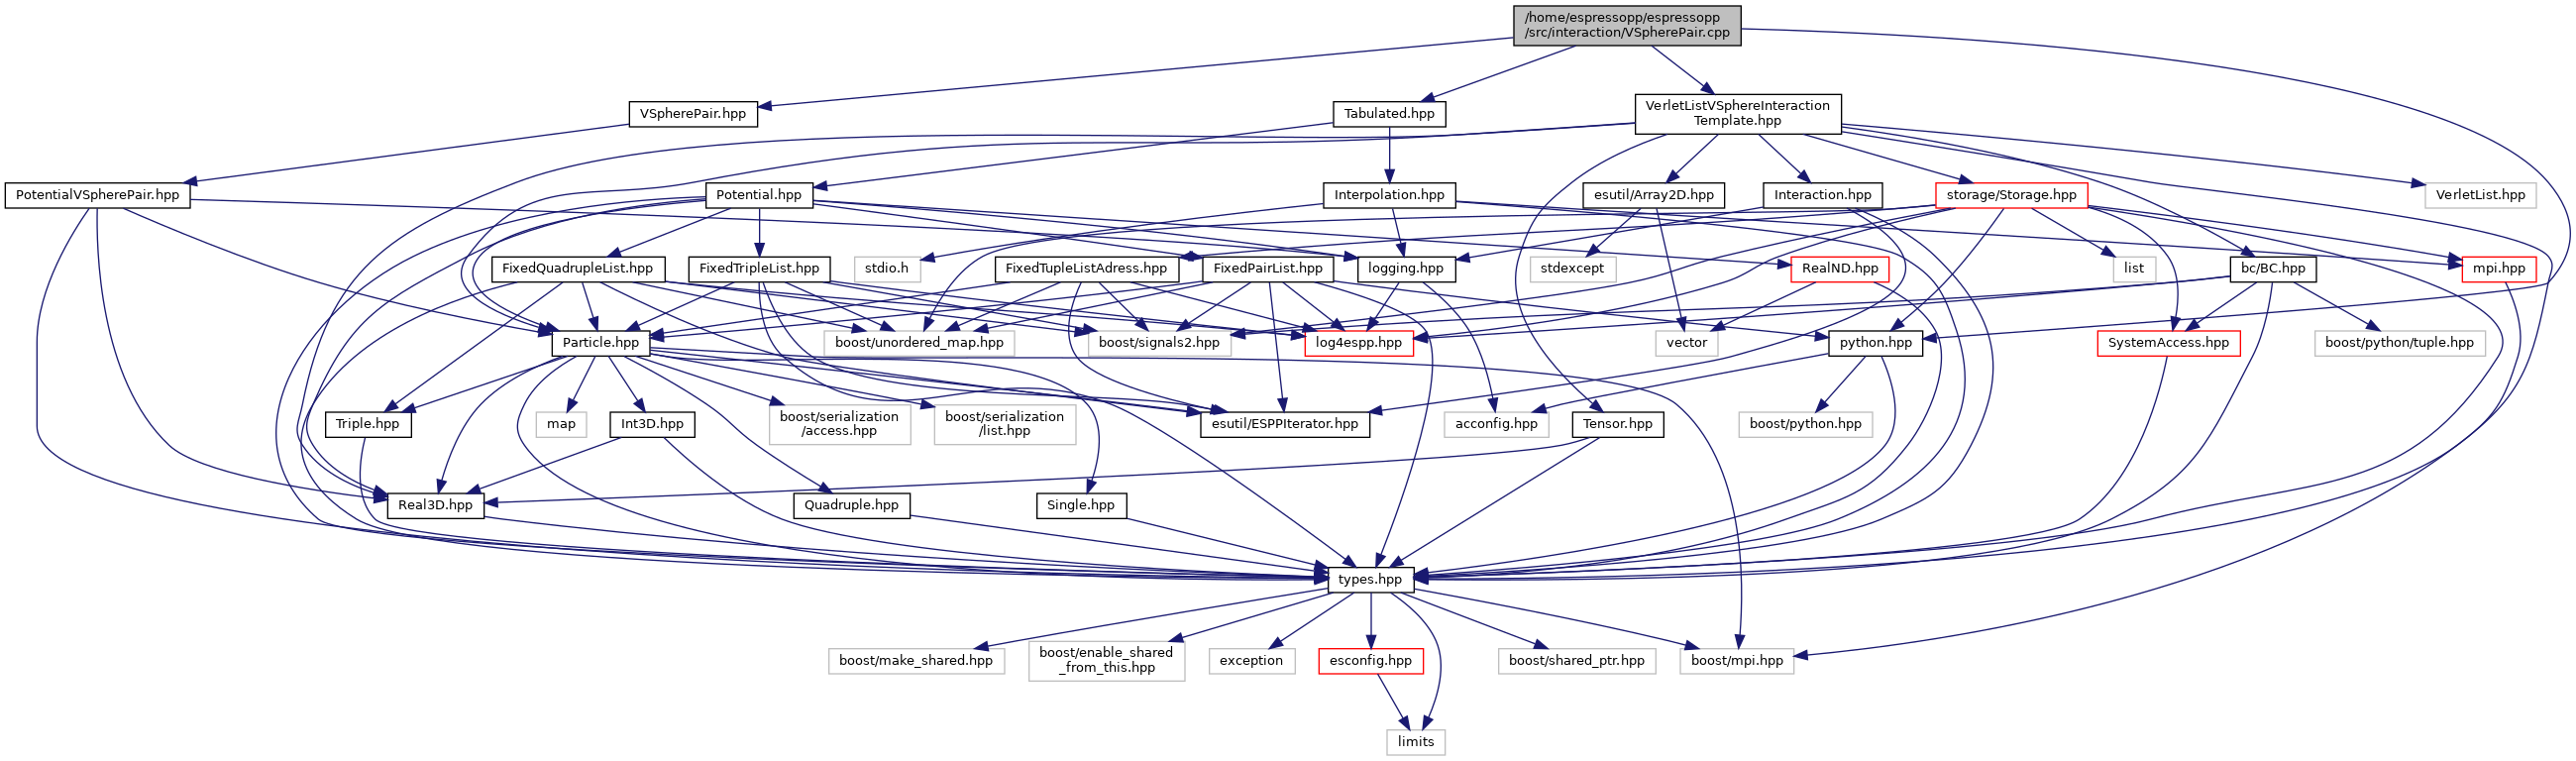 /home/espressopp/espressopp
/src/interaction/VSpherePair.cpp
VSpherePair.hpp
Tabulated.hpp
VerletListVSphereInteraction
Template.hpp
PotentialVSpherePair.hpp
Potential.hpp
Interpolation.hpp
esutil/Array2D.hpp
Interaction.hpp
storage/Storage.hpp
VerletList.hpp
FixedQuadrupleList.hpp
FixedTripleList.hpp
stdio.h
FixedTupleListAdress.hpp
FixedPairList.hpp
logging.hpp
stdexcept
RealND.hpp
list
bc/BC.hpp
mpi.hpp
Particle.hpp
boost/unordered_map.hpp
boost/signals2.hpp
log4espp.hpp
vector
python.hpp
SystemAccess.hpp
boost/python/tuple.hpp
Triple.hpp
map
Int3D.hpp
boost/serialization
/access.hpp
boost/serialization
/list.hpp
esutil/ESPPIterator.hpp
acconfig.hpp
Tensor.hpp
boost/python.hpp
Real3D.hpp
Quadruple.hpp
Single.hpp
types.hpp
boost/make_shared.hpp
boost/enable_shared
_from_this.hpp
exception
esconfig.hpp
boost/shared_ptr.hpp
boost/mpi.hpp
limits